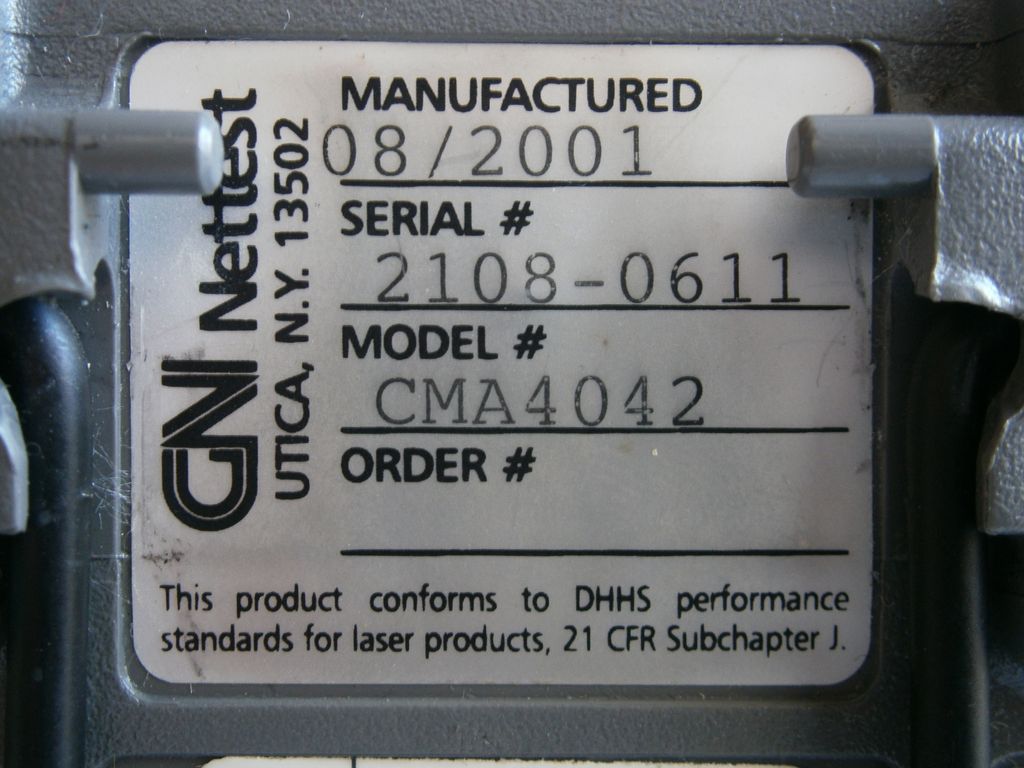 GN Nettest
UTICA, N.Y. 13502
MANUFACTURED
08/2001
SERIAL #
2108-0611
MODEL #
CMA4042
ORDER #
This product conforms to DHHS performance
standards for laser products, 21 CFR Subchapter J.